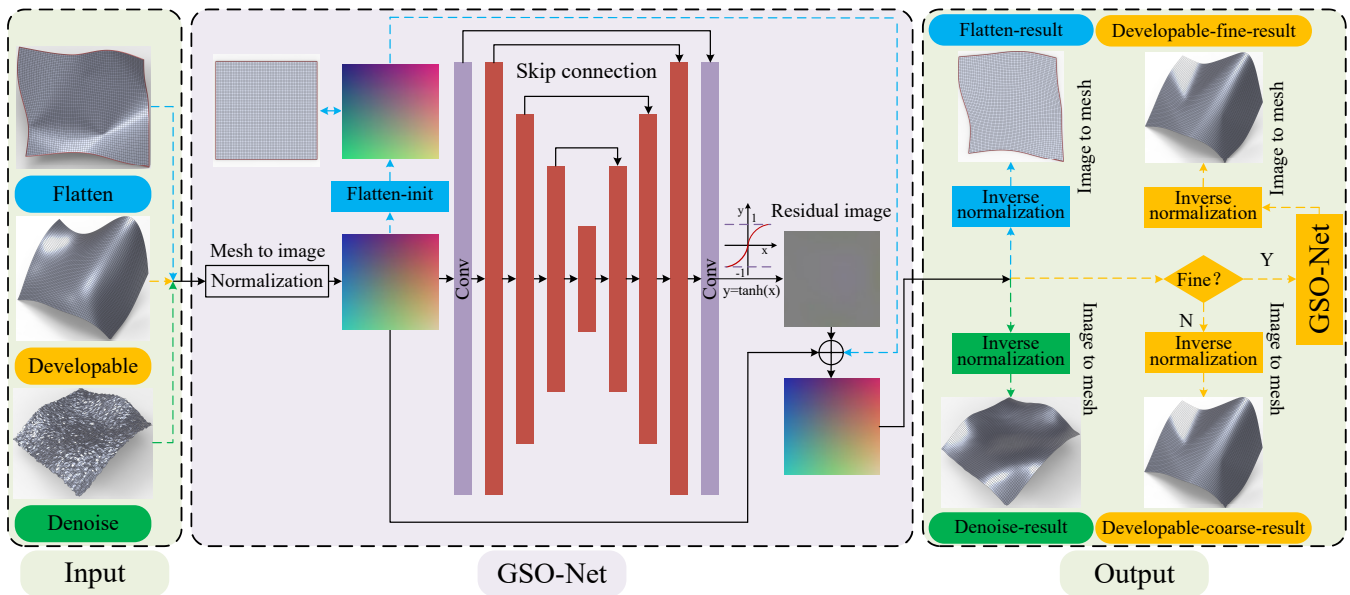 Flatten
Developable
Denoise
Input
Mesh to image
Normalization
Flatten-init
Skip connection
Conv
Conv
y
1
x
-1
y=tanh(x)
Residual image
GSO-Net
Flatten-result
Developable-fine-result
Image to mesh
Image to mesh
Inverse
normalization
Inverse
normalization
Fine?
Y
N
GSO-Net
Inverse
normalization
Inverse
normalization
Image to mesh
Image to mesh
Denoise-result
Developable-coarse-result
Output